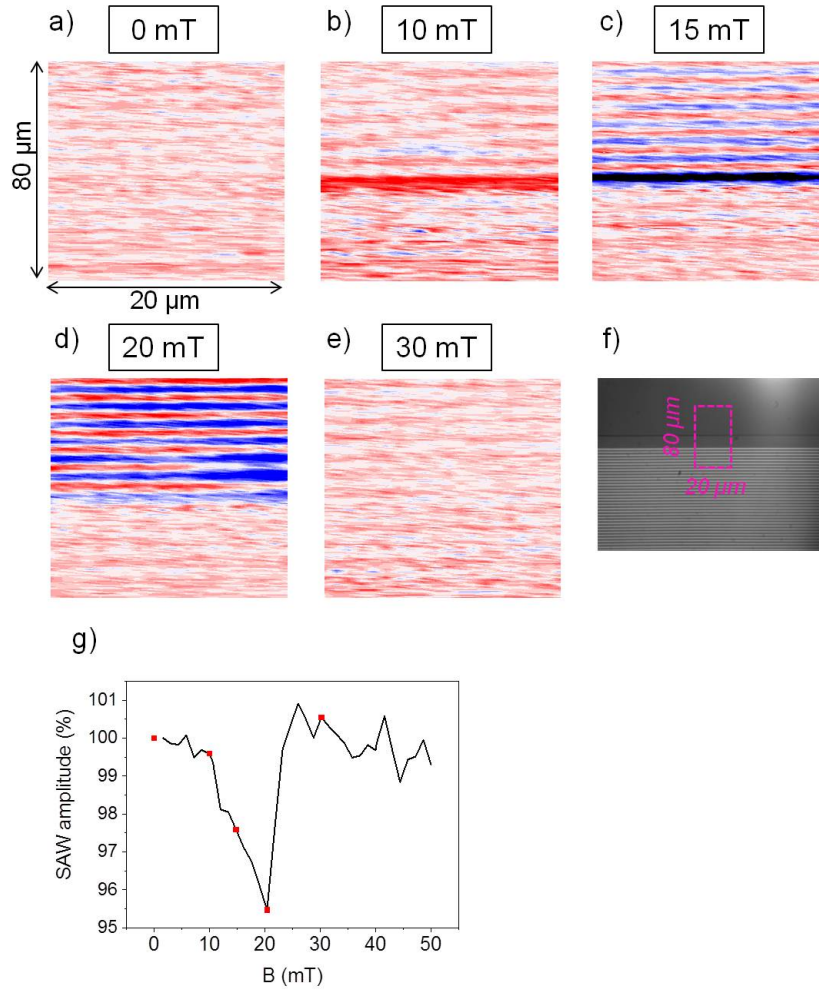 a)
0 mT
b)
10 mT
c)
15 mT
80 µm
20 µm
d)
20 mT
e)
30 mT
f)
80 µm
20 µm
g)
101
100
99
98
97
96
95
SAW amplitude (%)
0
10
20
30
40
50
B (mT)